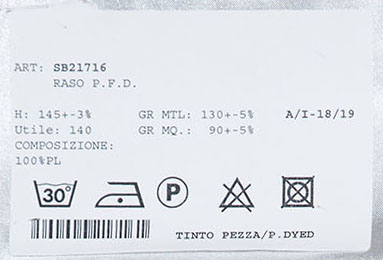 ART: SB21716
RASO P.F.D.
H: 145+-3% GR MTL: 130+-5% A/I-18/19
Utile: 140 GR MQ.: 90+-5%
COMPOSIZIONE:
100%PL
30° P
TINTO PEZZA/P.DYED